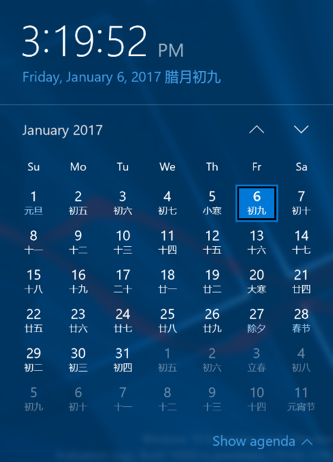 3:19:52 PM
Friday, January 6, 2017 腊月初九
January 2017
Su Mo Tu We Th Fr Sa
1 2 3 4 5 6 7
元旦 初五 初六 初七 小寒 初九 初十
8 9 10 11 12 13 14
十一 十二 十三 十四 十五 十六 十七
15 16 17 18 19 20 21
十八 十九 二十 廿一 廿二 大寒 廿四
22 23 24 25 26 27 28
廿五 廿六 廿七 廿八 廿九 除夕 春节
29 30 31 1 2 3 4
初二 初三 初四 初五 初六 立春 初八
5 6 7 8 9 10 11
初九 初十 十一 十二 十三 十四 元宵节
Show agenda